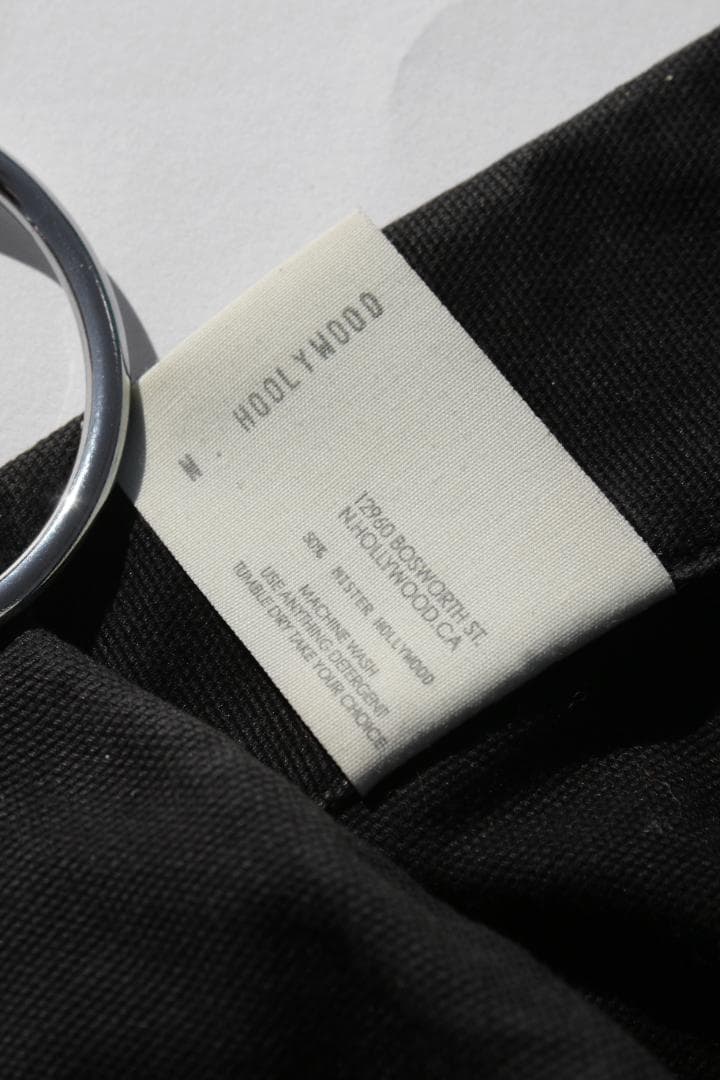 . HOOLYWOOD
12960 BOSWORTH ST.
N.HOLLYWOOD.CA
50% MISTER HOLLYWOOD
MACHINE WASH
USE ANYTHING DETERGENT
TUMBLE DRY TAKE YOUR CHOICE